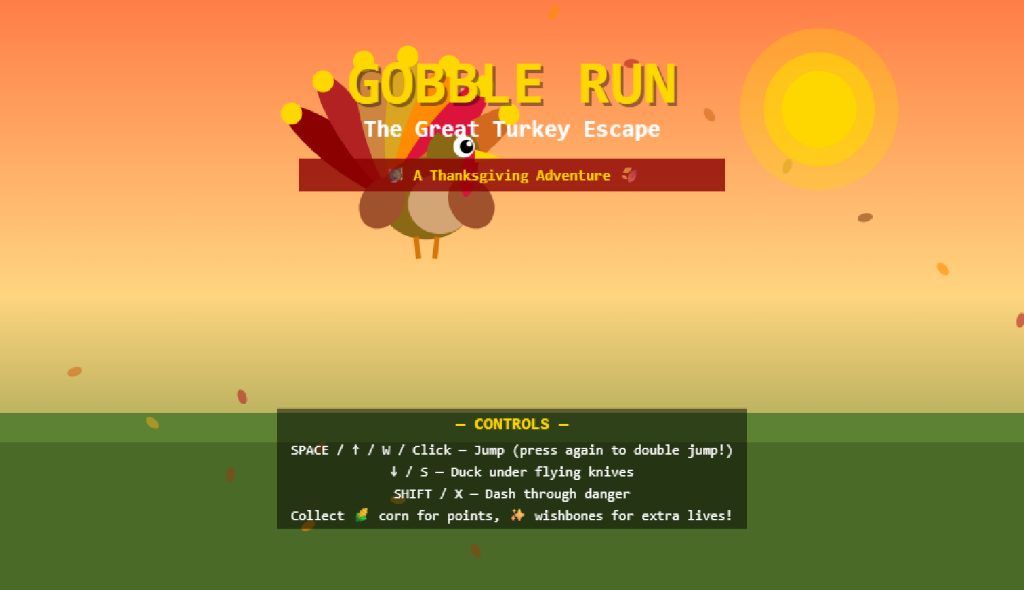 GOBBLE RUN
The Great Turkey Escape
🦃 A Thanksgiving Adventure 🍂
— CONTROLS —
SPACE / ↑ / W / Click — Jump (press again to double jump!)
↓ / S — Duck under flying knives
SHIFT / X — Dash through danger
Collect 🌽 corn for points, ✨ wishbones for extra lives!